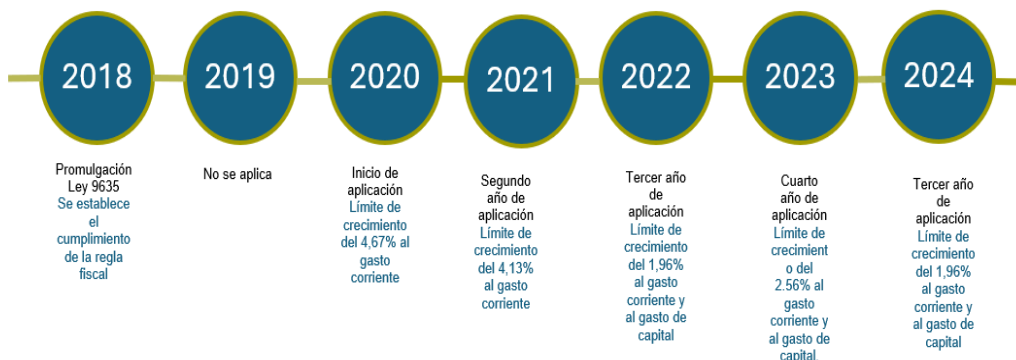 2018
2019
2020
2021
2022
2023
2024
Promulgación
Ley 9635
Se establece
el
cumplimiento
de la regla
fiscal
No se aplica
Inicio de
aplicación
Límite de
crecimiento
del 4,67% al
gasto
corriente
Segundo
año de
aplicación
Límite de
crecimiento
del 4,13%
al gasto
corriente
Tercer año
de
aplicación
Límite de
crecimiento
del 1,96%
al gasto
corriente y
al gasto de
capital
Cuarto
año de
aplicación
Límite de
crecimient
o del
2.56% al
gasto
corriente y
al gasto de
capital
Tercer año
de
aplicación
Límite de
crecimiento
del 1,96%
al gasto
corriente y
al gasto de
capital